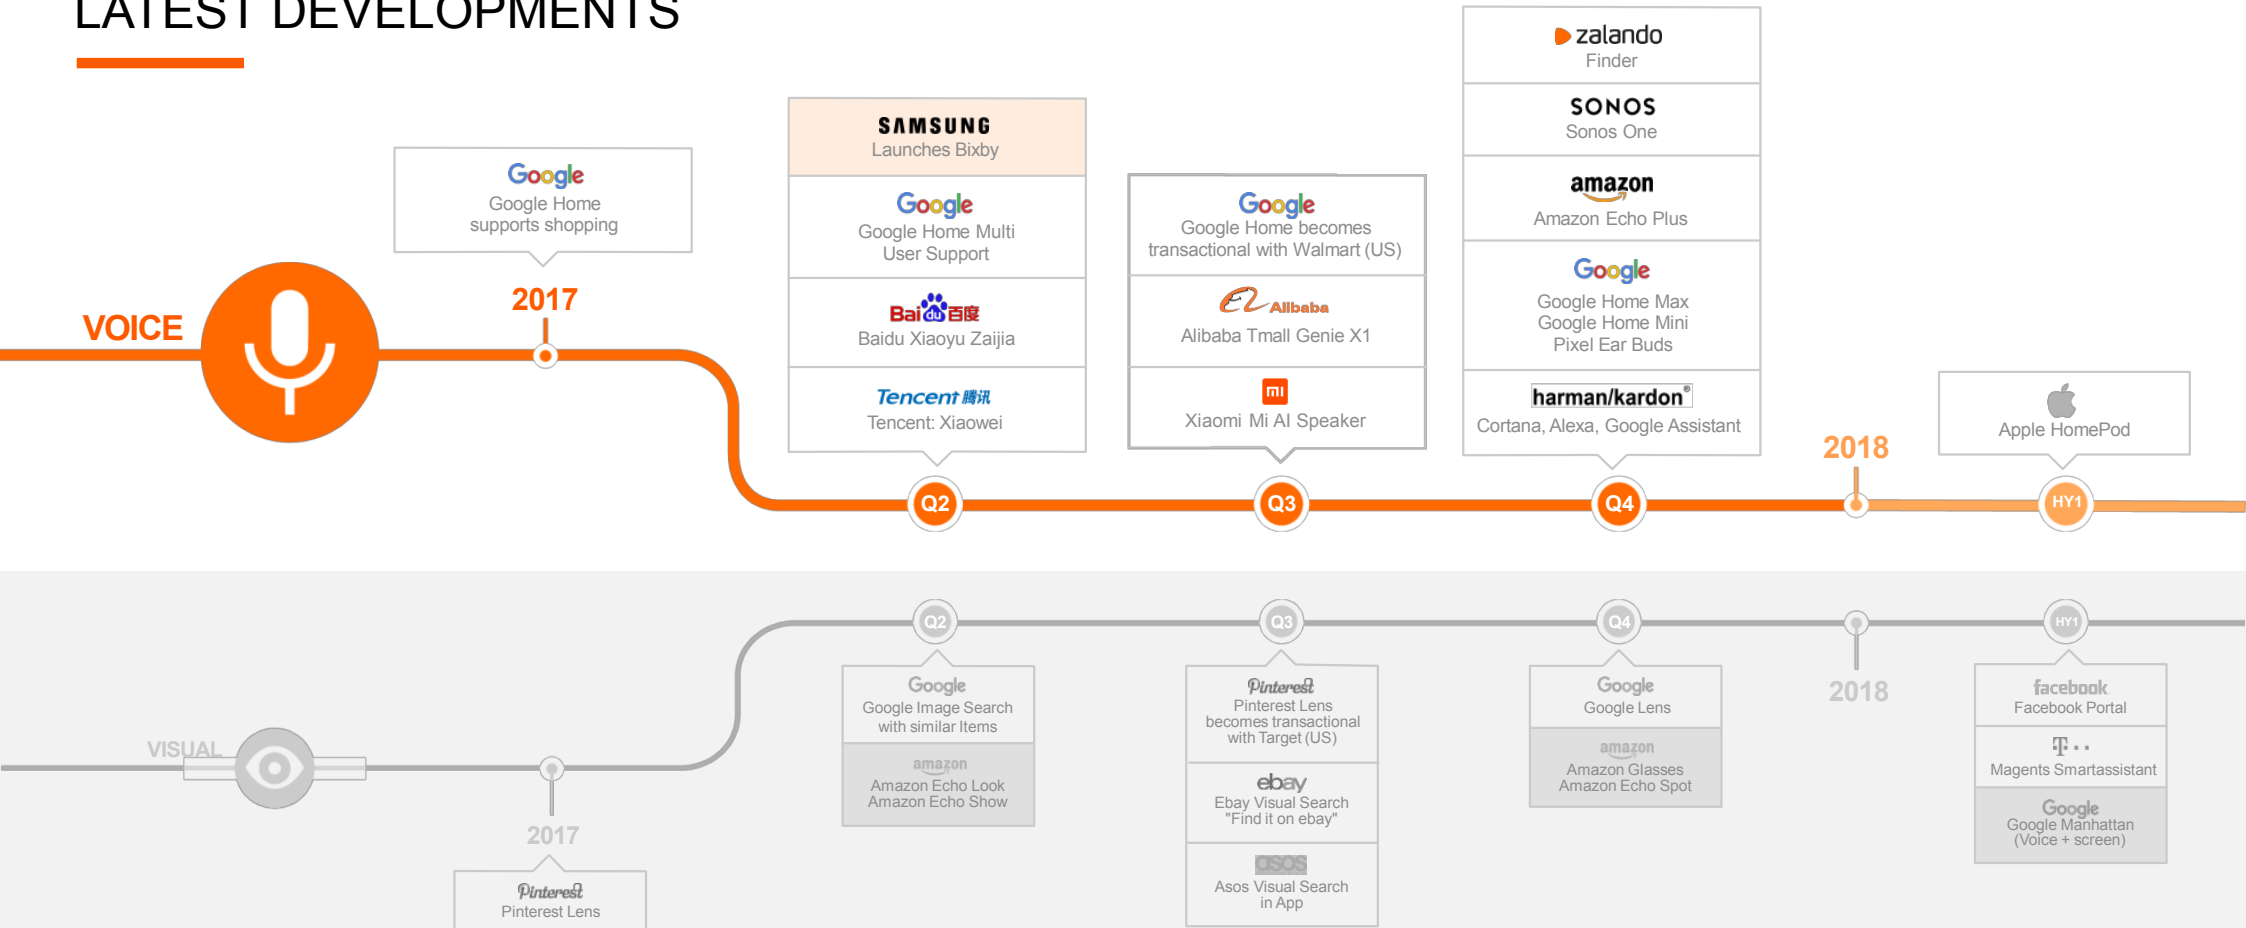 LATEST DEVELOPMENTS
zalando
Finder
SONOS
Sonos One
amazon
Amazon Echo Plus
Google
Google Home Max
Google Home Mini
Pixel Ear Buds
harman/kardon®
Cortana, Alexa, Google Assistant
SAMSUNG
Launches Bixby
Google
Google Home Multi
User Support
Bai du 百度
Baidu Xiaoyu Zaijia
Tencent 腾讯
Tencent: Xiaowei
Google
Google Home
supports shopping
Google
Google Home becomes
transactional with Walmart (US)
Alibaba
Alibaba Tmall Genie X1
mi
Xiaomi Mi AI Speaker
Apple HomePod
VOICE
2017
Q2
Q3
Q4
2018
HY1
VISUAL
2017
Q2
Q3
Q4
2018
HY1
Pinterest
Pinterest Lens
Google
Google Image Search
with similar Items
amazon
Amazon Echo Look
Amazon Echo Show
Pinterest
Pinterest Lens
becomes transactional
with Target (US)
ebay
Ebay Visual Search
"Find it on ebay"
asos
Asos Visual Search
in App
Google
Google Lens
amazon
Amazon Glasses
Amazon Echo Spot
facebook
Facebook Portal
T
Magents Smartassistant
Google
Google Manhattan
(Voice + screen)